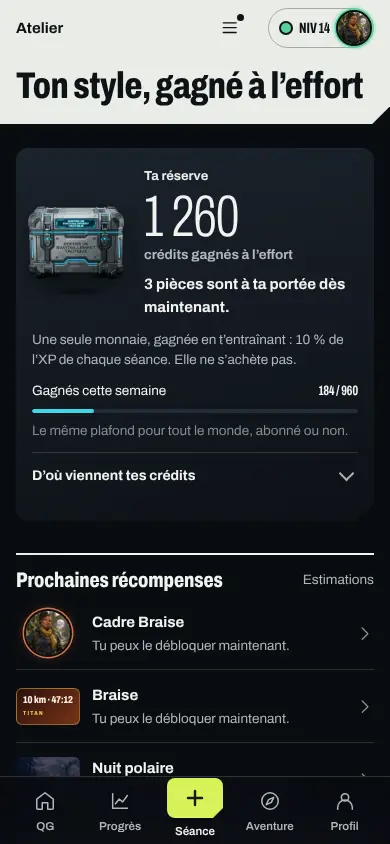 Atelier
NIV 14
Ton style, gagné à l’effort
Ta réserve
1 260
crédits gagnés à l’effort
3 pièces sont à ta portée dès
maintenant.
Une seule monnaie, gagnée en t’entraînant : 10 % de
l’XP de chaque séance. Elle ne s’achète pas.
Gagnés cette semaine
184 / 960
Le même plafond pour tout le monde, abonné ou non.
D’où viennent tes crédits
Prochaines récompenses
Estimations
Cadre Braise
Tu peux le débloquer maintenant.
10 km · 47:12
TITAN
Braise
Tu peux le débloquer maintenant.
Nuit polaire
QG
Progrès
Séance
Aventure
Profil